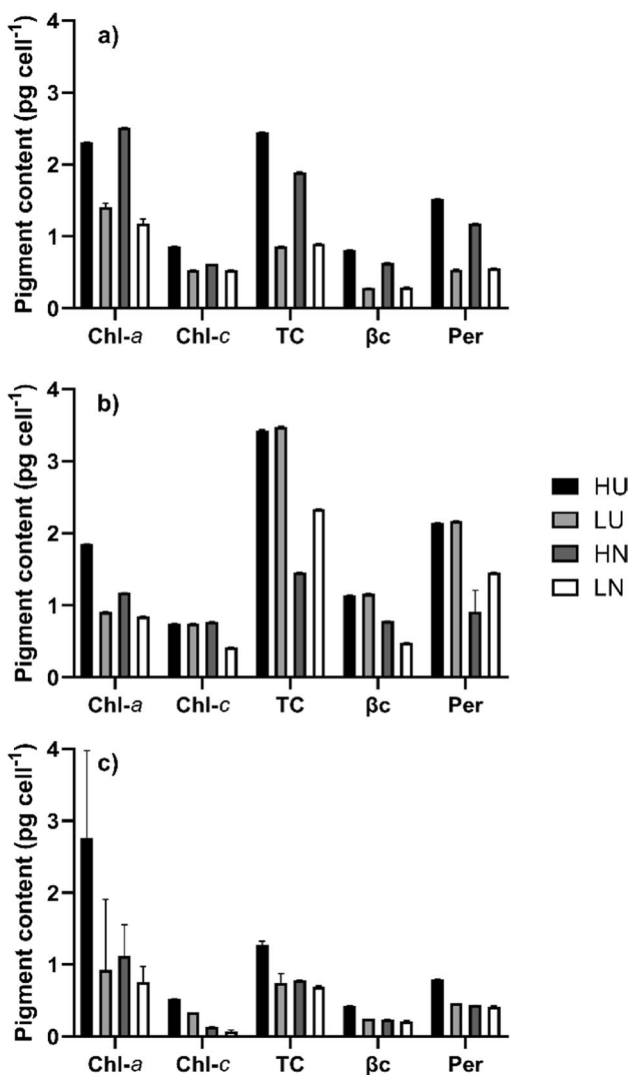 a)
Pigment content (pg cell⁻¹)
4
3
2
1
0
Chl-a Chl-c TC βc Per
b)
Pigment content (pg cell⁻¹)
4
3
2
1
0
Chl-a Chl-c TC βc Per
HU
LU
HN
LN
c)
Pigment content (pg cell⁻¹)
4
3
2
1
0
Chl-a Chl-c TC βc Per